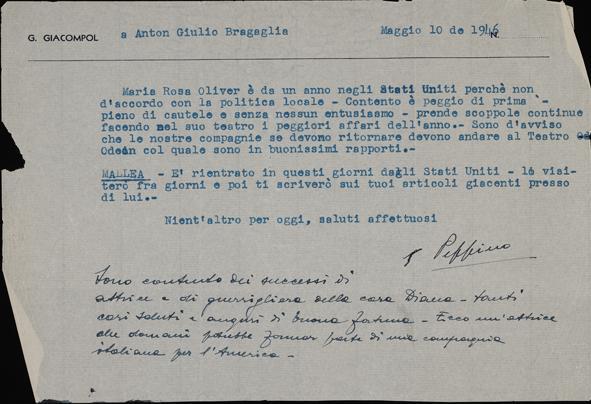 G. GIACOMPOL a Anton Giulio Bragaglia Maggio 10 de 1946 N.
Maria Rosa Oliver è da un anno negli Stati Uniti perchè non
d'accordo con la politica locale - Contento è peggio di prima -
pieno di cautele e senza nessun entusiasmo - prende scoppole continue
facendo nel suo teatro i peggiori affari dell'anno.- Sono d'avviso
che le nostre compagnie se devono ritornare devono andare al Teatro
Odeón col quale sono in buonissimi rapporti.-
MALLEA - E' rientrato in questi giorni dagli Stati Uniti - lo visi-
terò fra giorni e poi ti scriverò sui tuoi articoli giacenti presso
di lui.--
Nient'altro per oggi, saluti affettuosi
Peppino
Sono contento dei successi di
attrice e di guerrigliera della cara Diana - tanti
cari saluti e auguri di buona fortuna - Ecco un'attrice
che domani potrebbe formar parte di una compagnia
italiana per l'America -